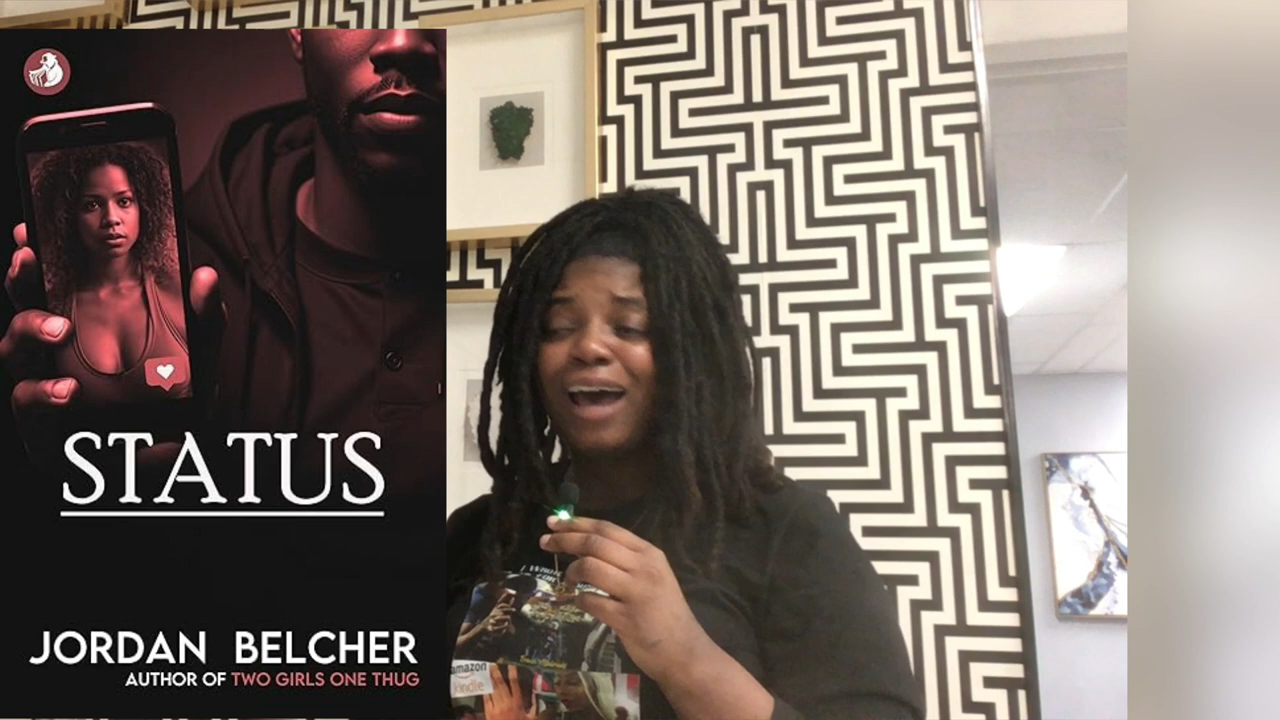 STATUS
JORDAN BELCHER
AUTHOR OF TWO GIRLS ONE THUG
amazon
kindle